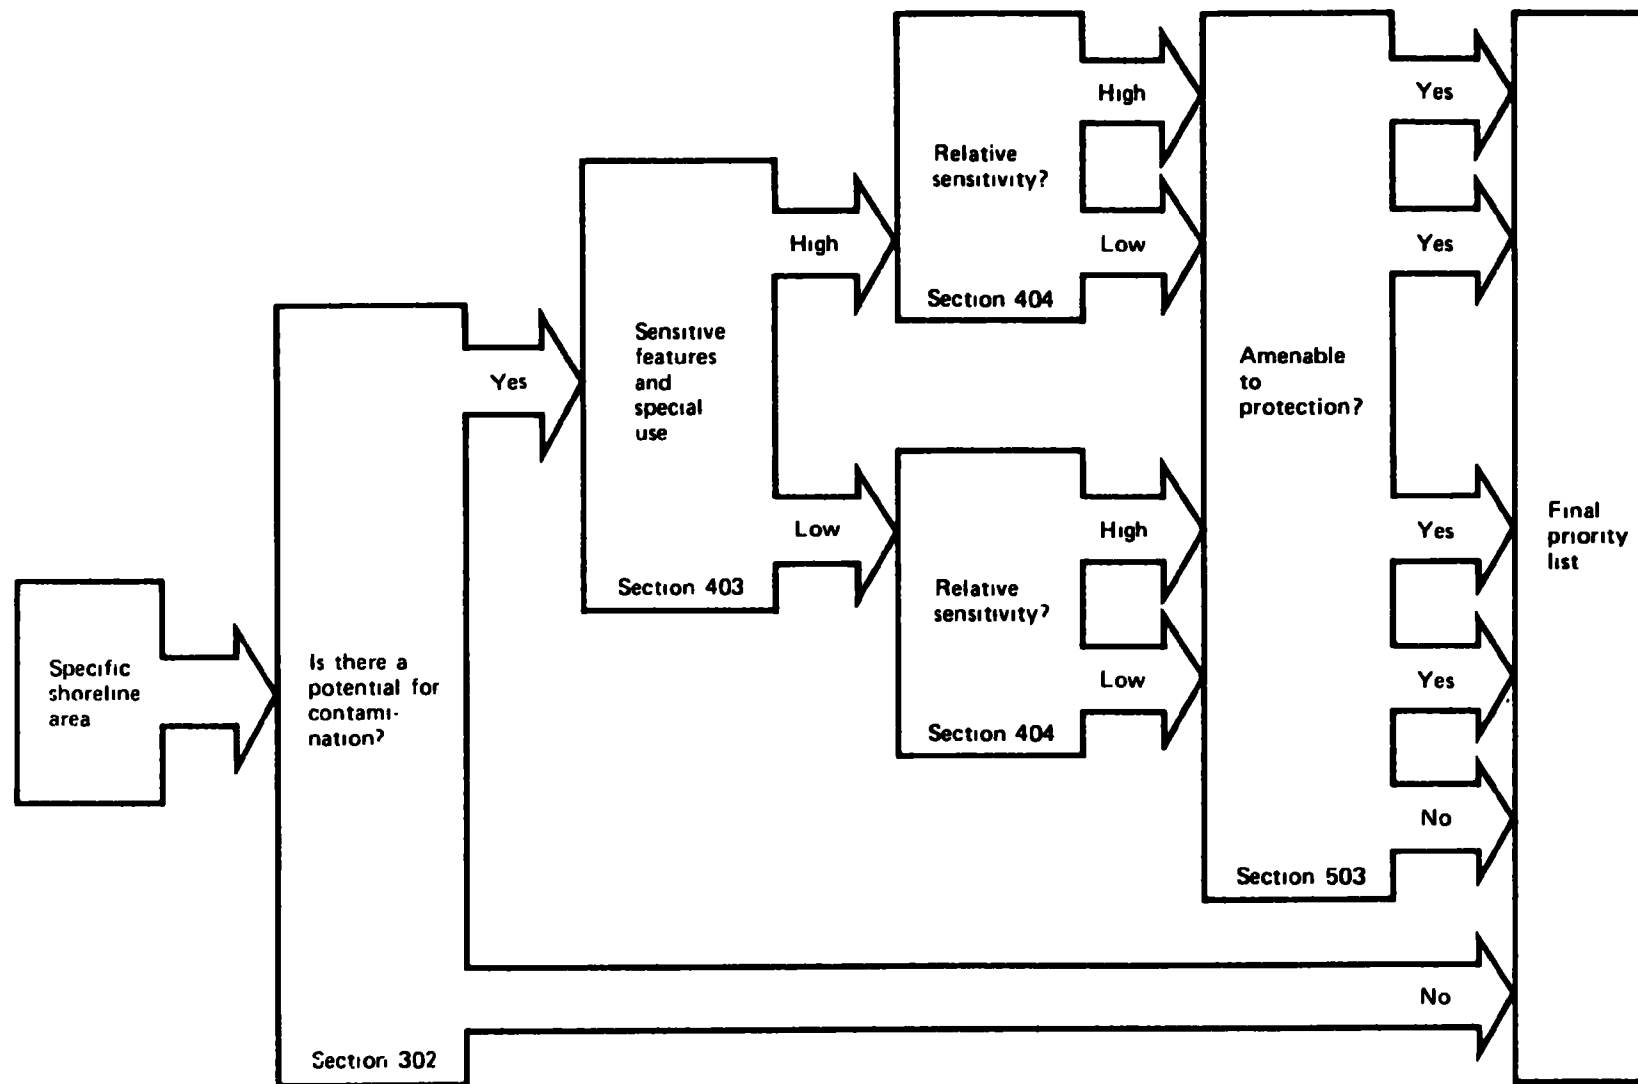 Specific
shoreline
area
Is there a
potential for
contami-
nation?
Section 302
Yes
No
Sensitive
features
and
special
use
Section 403
High
Low
Relative
sensitivity?
Section 404
High
Low
Relative
sensitivity?
Section 404
High
Low
Amenable
to
protection?
Section 503
Yes
Yes
Yes
Yes
No
Final
priority
list